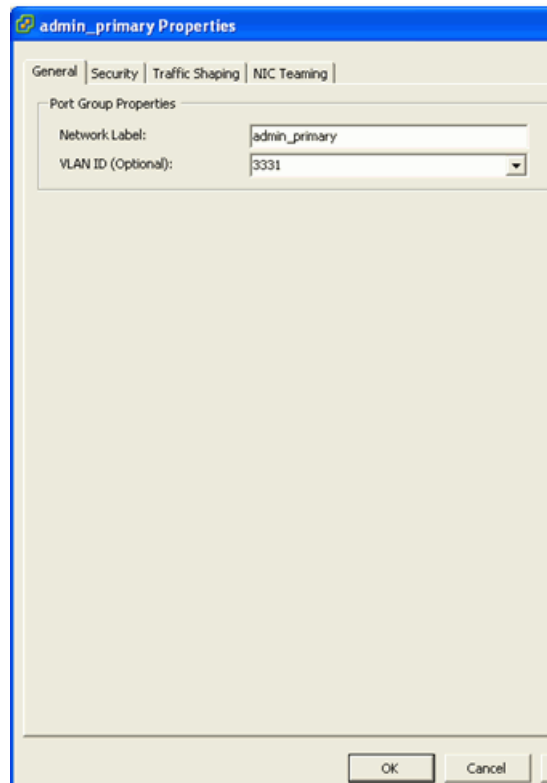 admin_primary Properties
General Security Traffic Shaping NIC Teaming
Port Group Properties
Network Label: admin_primary
VLAN ID (Optional): 3331
OK Cancel